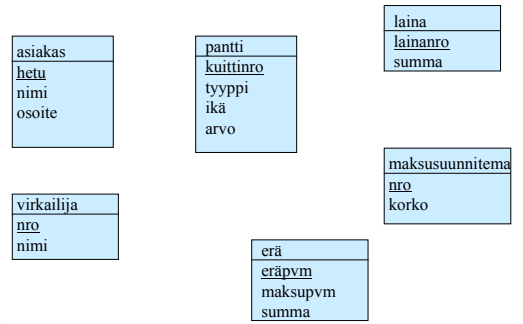 asiakas
hetu
nimi
osoite
pantti
kuittinro
tyyppi
ikä
arvo
laina
lainanro
summa
maksusuunnitema
nro
korko
virkailija
nro
nimi
erä
eräpvm
maksupvm
summa